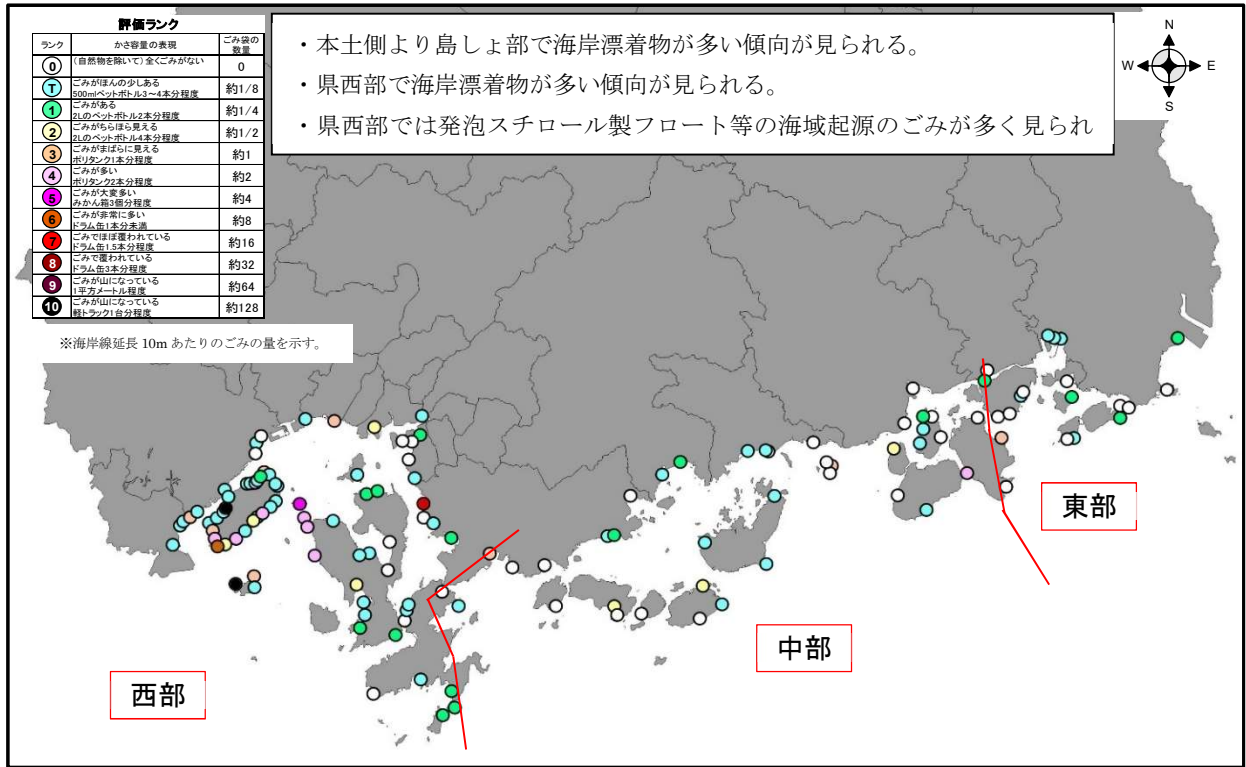 評価ランク
ランク かさ容量の表現 ごみ袋の数量
0 (自然物を除いて)全くごみがない 0
T ごみがほんの少しある 500mlペットボトル3～4本分程度 約1/8
1 ごみがある 2Lのペットボトル2本分程度 約1/4
2 ごみがちらほら見える 2Lのペットボトル4本分程度 約1/2
3 ごみがまばらに見える ポリタンク1本分程度 約1
4 ごみが多い ポリタンク2本分程度 約2
5 ごみが大変多い みかん箱3個分程度 約4
6 ごみが非常に多い ドラム缶1本分未満 約8
7 ごみでほぼ覆われている ドラム缶1.5本分程度 約16
8 ごみで覆われている ドラム缶3本分程度 約32
9 ごみが山になっている 1平方メートル程度 約64
10 ごみが山になっている 軽トラック1台分程度 約128
※海岸線延長 10m あたりのごみの量を示す。
・本土側より島しょ部で海岸漂着物が多い傾向が見られる。
・県西部で海岸漂着物が多い傾向が見られる。
・県西部では発泡スチロール製フロート等の海域起源のごみが多く見られ
N
W E
S
東部
中部
西部